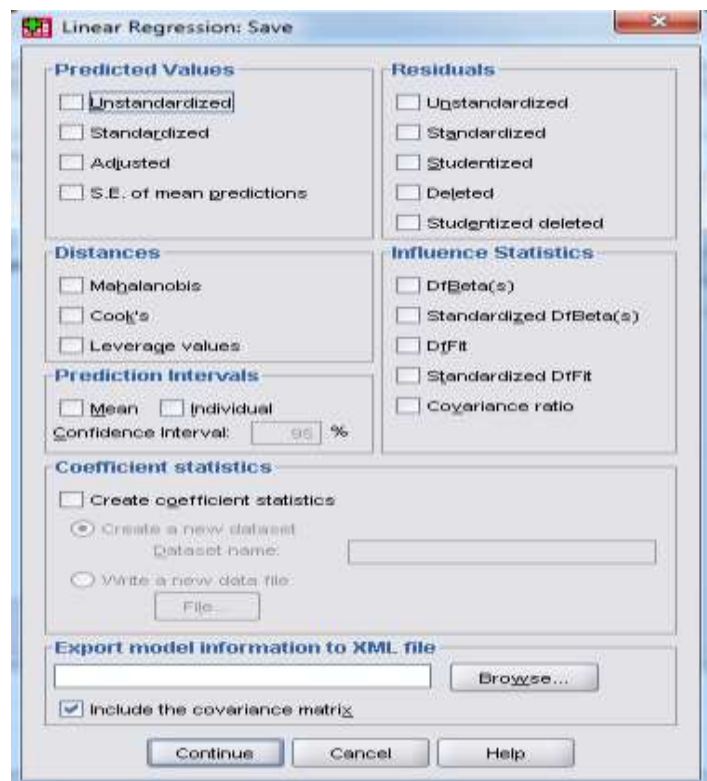 Linear Regression: Save
Predicted Values
Unstandardized
Standardized
Adjusted
S.E. of mean predictions
Residuals
Unstandardized
Standardized
Studentized
Deleted
Studentized deleted
Distances
Mahalanobis
Cook's
Leverage values
Influence Statistics
DfBeta(s)
Standardized DfBeta(s)
DfFit
Standardized DfFit
Covariance ratio
Prediction Intervals
Mean Individual
Confidence Interval: 95 %
Coefficient statistics
Create coefficient statistics
Create a new dataset
Dataset name:
Write a new data file
File...
Export model information to XML file
Browse...
Include the covariance matrix
Continue Cancel Help